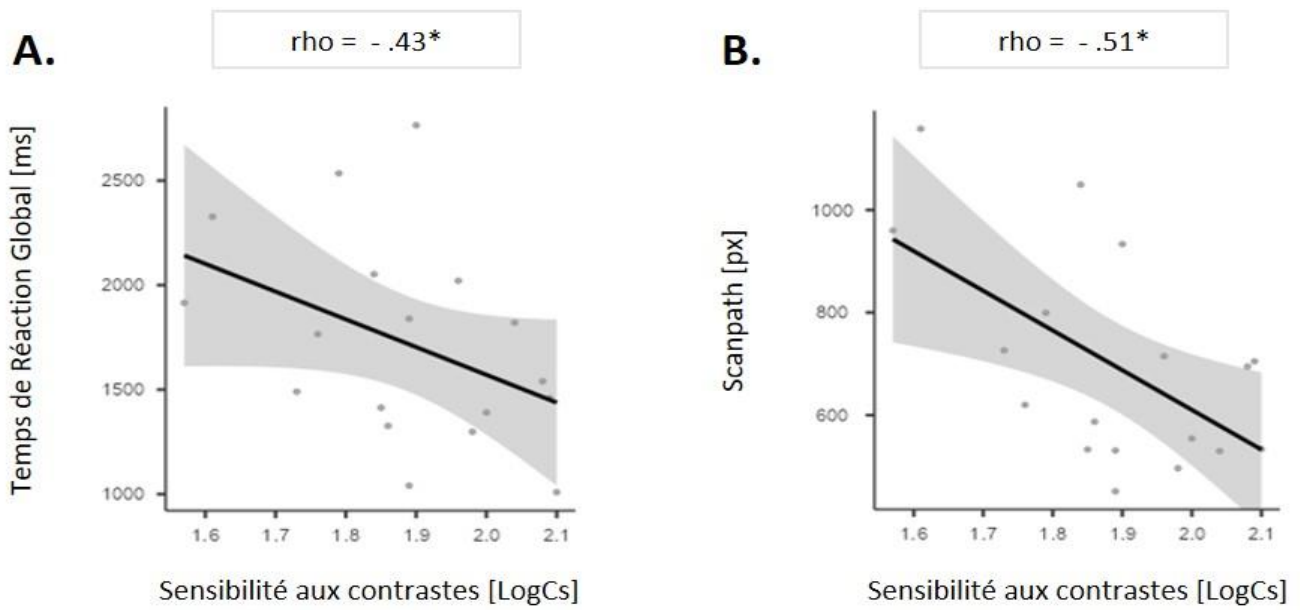 A.
rho = - .43*
Temps de Réaction Global [ms]
2500
2000
1500
1000
1.6 1.7 1.8 1.9 2.0 2.1
Sensibilité aux contrastes [LogCs]
B.
rho = - .51*
Scanpath [px]
1000
800
600
1.6 1.7 1.8 1.9 2.0 2.1
Sensibilité aux contrastes [LogCs]